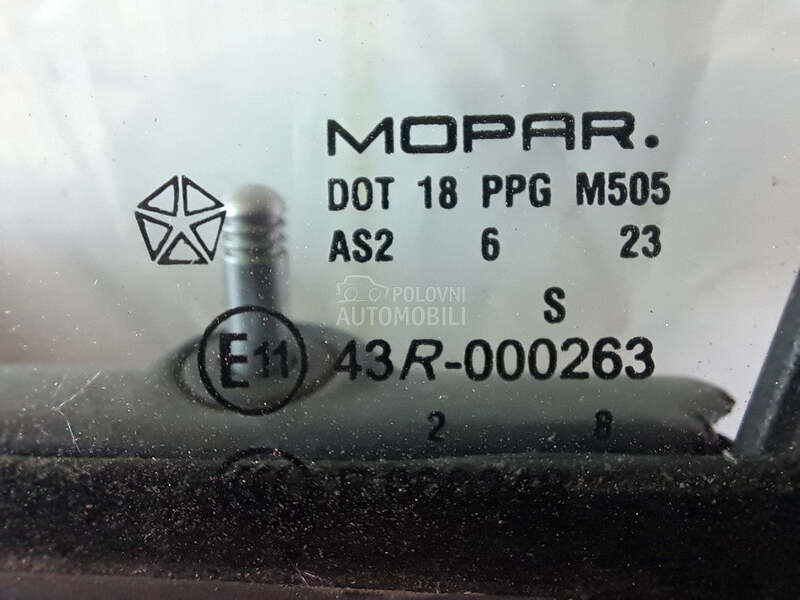 MOPAR.
DOT 18 PPG M505
AS2 6 23
POLOVNI
AUTOMOBILI
S
E11 43R-000263
2 8